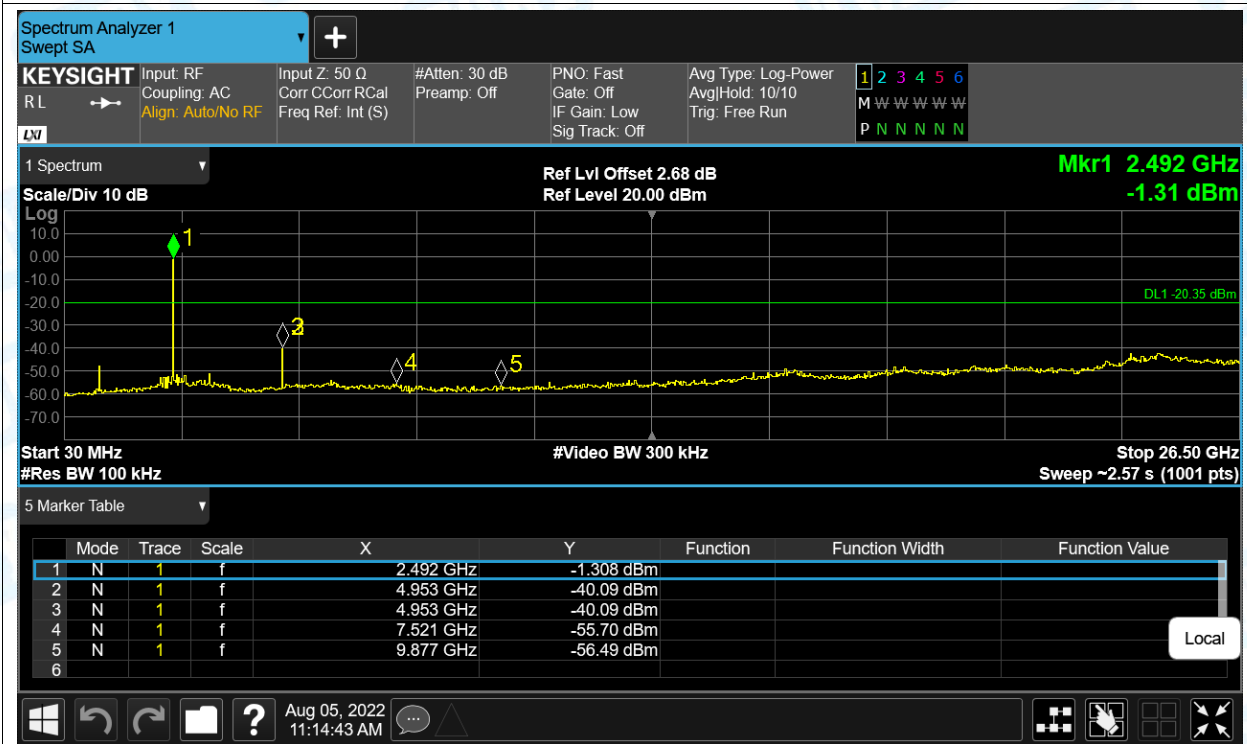 Spectrum Analyzer 1
Swept SA
KEYSIGHT
R L
LXI
Input: RF
Coupling: AC
Align: Auto/No RF
Input Z: 50 Ω
Corr CCorr RCal
Freq Ref: Int (S)
#Atten: 30 dB
Preamp: Off
PNO: Fast
Gate: Off
IF Gain: Low
Sig Track: Off
Avg Type: Log-Power
Avg|Hold: 10/10
Trig: Free Run
1 2 3 4 5 6
M W W W W W W
P N N N N N
1 Spectrum
Scale/Div 10 dB
Ref Lvl Offset 2.68 dB
Ref Level 20.00 dBm
Mkr1 2.492 GHz
-1.31 dBm
Log
10.0
0.00
-10.0
-20.0
-30.0
-40.0
-50.0
-60.0
-70.0
1
3
4
5
DL1 -20.35 dBm
Start 30 MHz
#Res BW 100 kHz
#Video BW 300 kHz
Stop 26.50 GHz
Sweep ~2.57 s (1001 pts)
5 Marker Table
Mode Trace Scale X Y Function Function Width Function Value
1 N 1 f 2.492 GHz -1.308 dBm
2 N 1 f 4.953 GHz -40.09 dBm
3 N 1 f 4.953 GHz -40.09 dBm
4 N 1 f 7.521 GHz -55.70 dBm
5 N 1 f 9.877 GHz -56.49 dBm
6
Local
?
Aug 05, 2022
11:14:43 AM